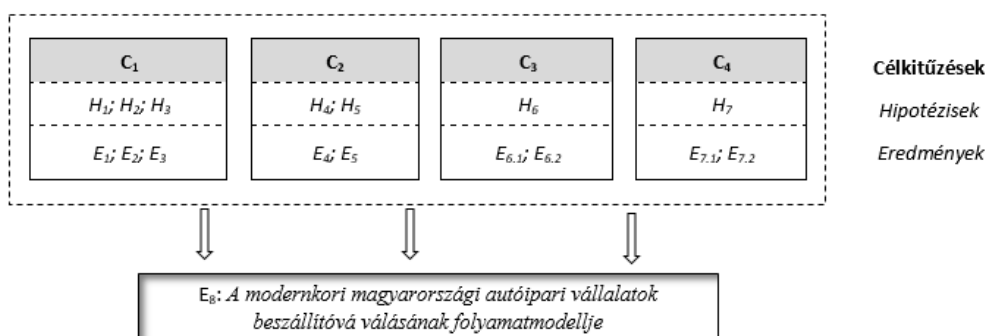 C₁ C₂ C₃ C₄ Célkitűzések
H₁; H₂; H₃ H₄; H₅ H₆ H₇ Hipotézisek
E₁; E₂; E₃ E₄; E₅ E₆.₁; E₆.₂ E₇.₁; E₇.₂ Eredmények
E₈: A modernkori magyarországi autóipari vállalatok
beszállítóvá válásának folyamatmodellje